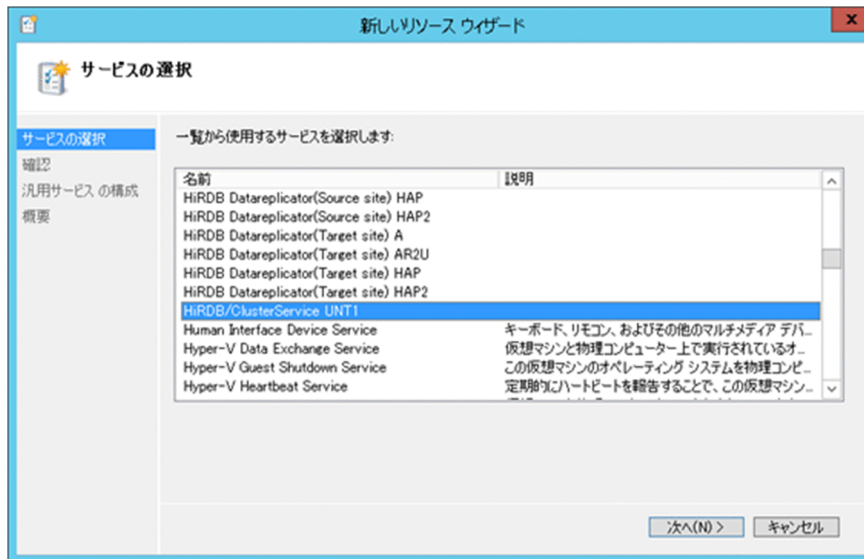 新しいリソース ウィザード
x
サービスの選択
サービスの選択
確認
汎用サービス の構成
概要
一覧から使用するサービスを選択します:
名前 説明
HiRDB Datareplicator(Source site) HAP
HiRDB Datareplicator(Source site) HAP2
HiRDB Datareplicator(Target site) A
HiRDB Datareplicator(Target site) AR2U
HiRDB Datareplicator(Target site) HAP
HiRDB Datareplicator(Target site) HAP2
HiRDB/ClusterService UNT1
Human Interface Device Service キーボード、リモコン、およびその他のマルチメディア デバ...
Hyper-V Data Exchange Service 仮想マシンと物理コンピューター上で実行されているオ...
Hyper-V Guest Shutdown Service この仮想マシンのオペレーティング システムを物理コンピ...
Hyper-V Heartbeat Service 定期的にハートビートを報告することで、この仮想マシン...
次へ(N) > キャンセル